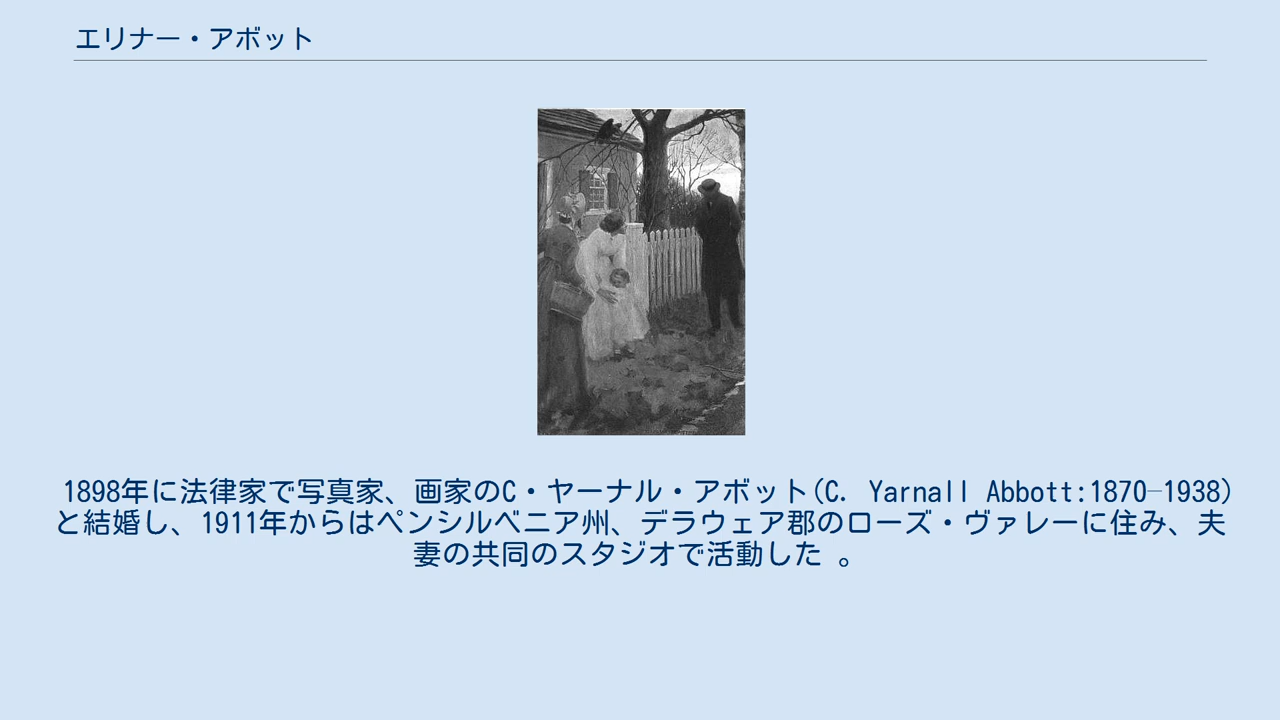 エリナー・アボット
1898年に法律家で写真家、画家のC・ヤーナル・アボット(C. Yarnall Abbott:1870–1938)
と結婚し、1911年からはペンシルベニア州、デラウェア郡のローズ・ヴァレーに住み、夫
妻の共同のスタジオで活動した 。